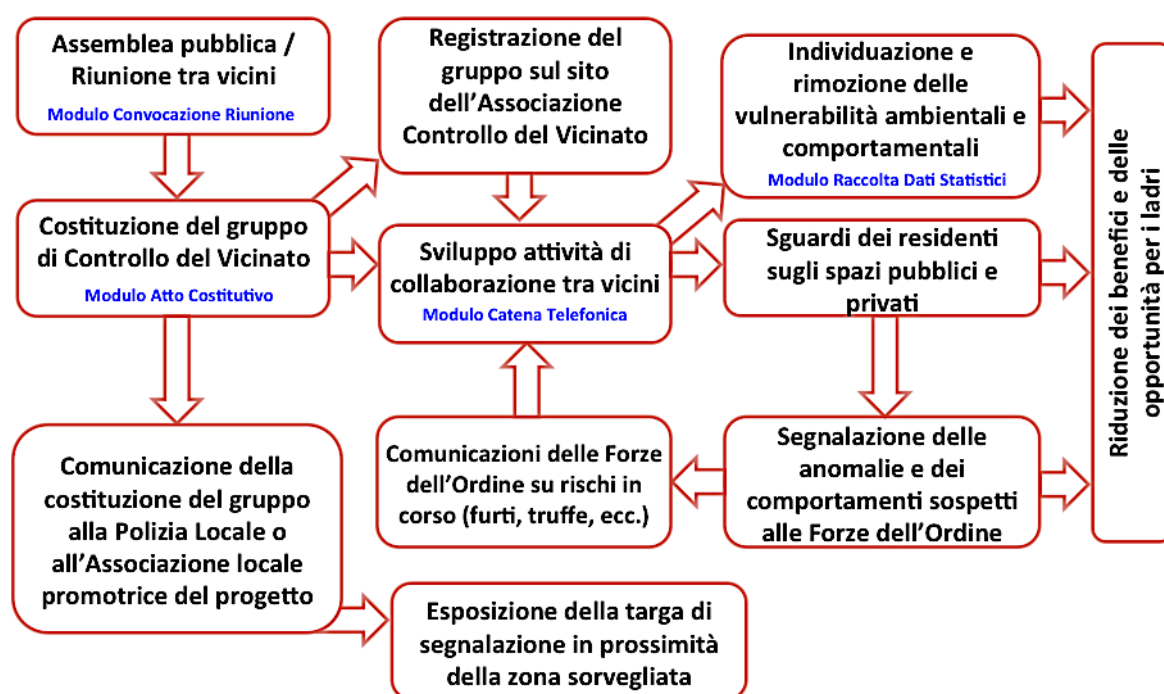 Assemblea pubblica /
Riunione tra vicini
Modulo Convocazione Riunione
Registrazione del
gruppo sul sito
dell'Associazione
Controllo del Vicinato
Individuazione e
rimozione delle
vulnerabilità ambientali e
comportamentali
Modulo Raccolta Dati Statistici
Costituzione del gruppo
di Controllo del Vicinato
Modulo Atto Costitutivo
Sviluppo attività di
collaborazione tra vicini
Modulo Catena Telefonica
Sguardi dei residenti
sugli spazi pubblici e
privati
Riduzione dei benefici e delle
opportunità per i ladri
Comunicazione della
costituzione del gruppo
alla Polizia Locale o
all'Associazione locale
promotrice del progetto
Comunicazioni delle Forze
dell'Ordine su rischi in
corso (furti, truffe, ecc.)
Segnalazione delle
anomalie e dei
comportamenti sospetti
alle Forze dell'Ordine
Esposizione della targa di
segnalazione in prossimità
della zona sorvegliata